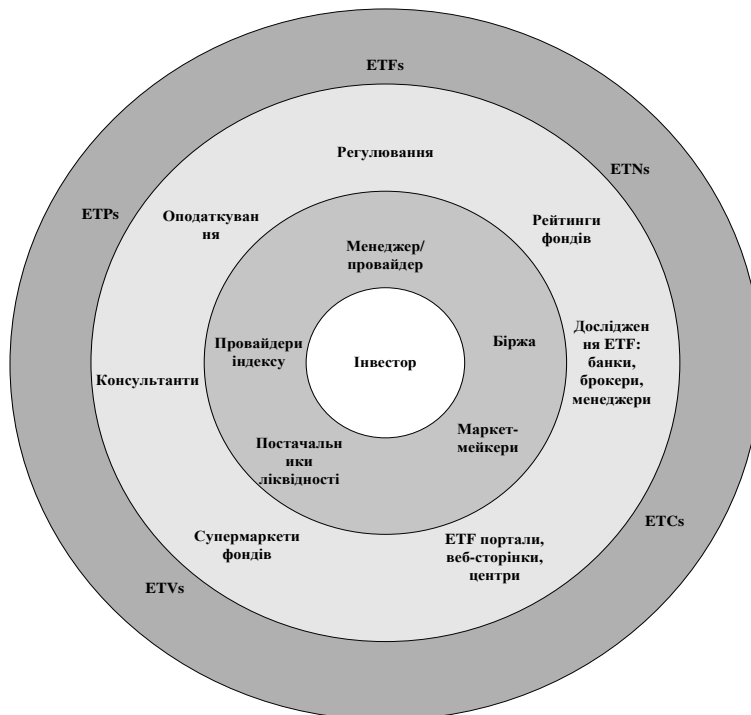 ETFs
Регулювання
ETNs
ETPs
Оподаткуван
ня
Рейтинги
фондів
Менеджер/
провайдер
Досліджен
ня ETF:
банки,
брокери,
менеджери
Біржа
Провайдери
індексу
Інвестор
Консультанти
Маркет-
мейкери
Постачальн
ики
ліквідності
ETCs
Супермаркети
фондів
ETF портали,
веб-сторінки,
центри
ETVs